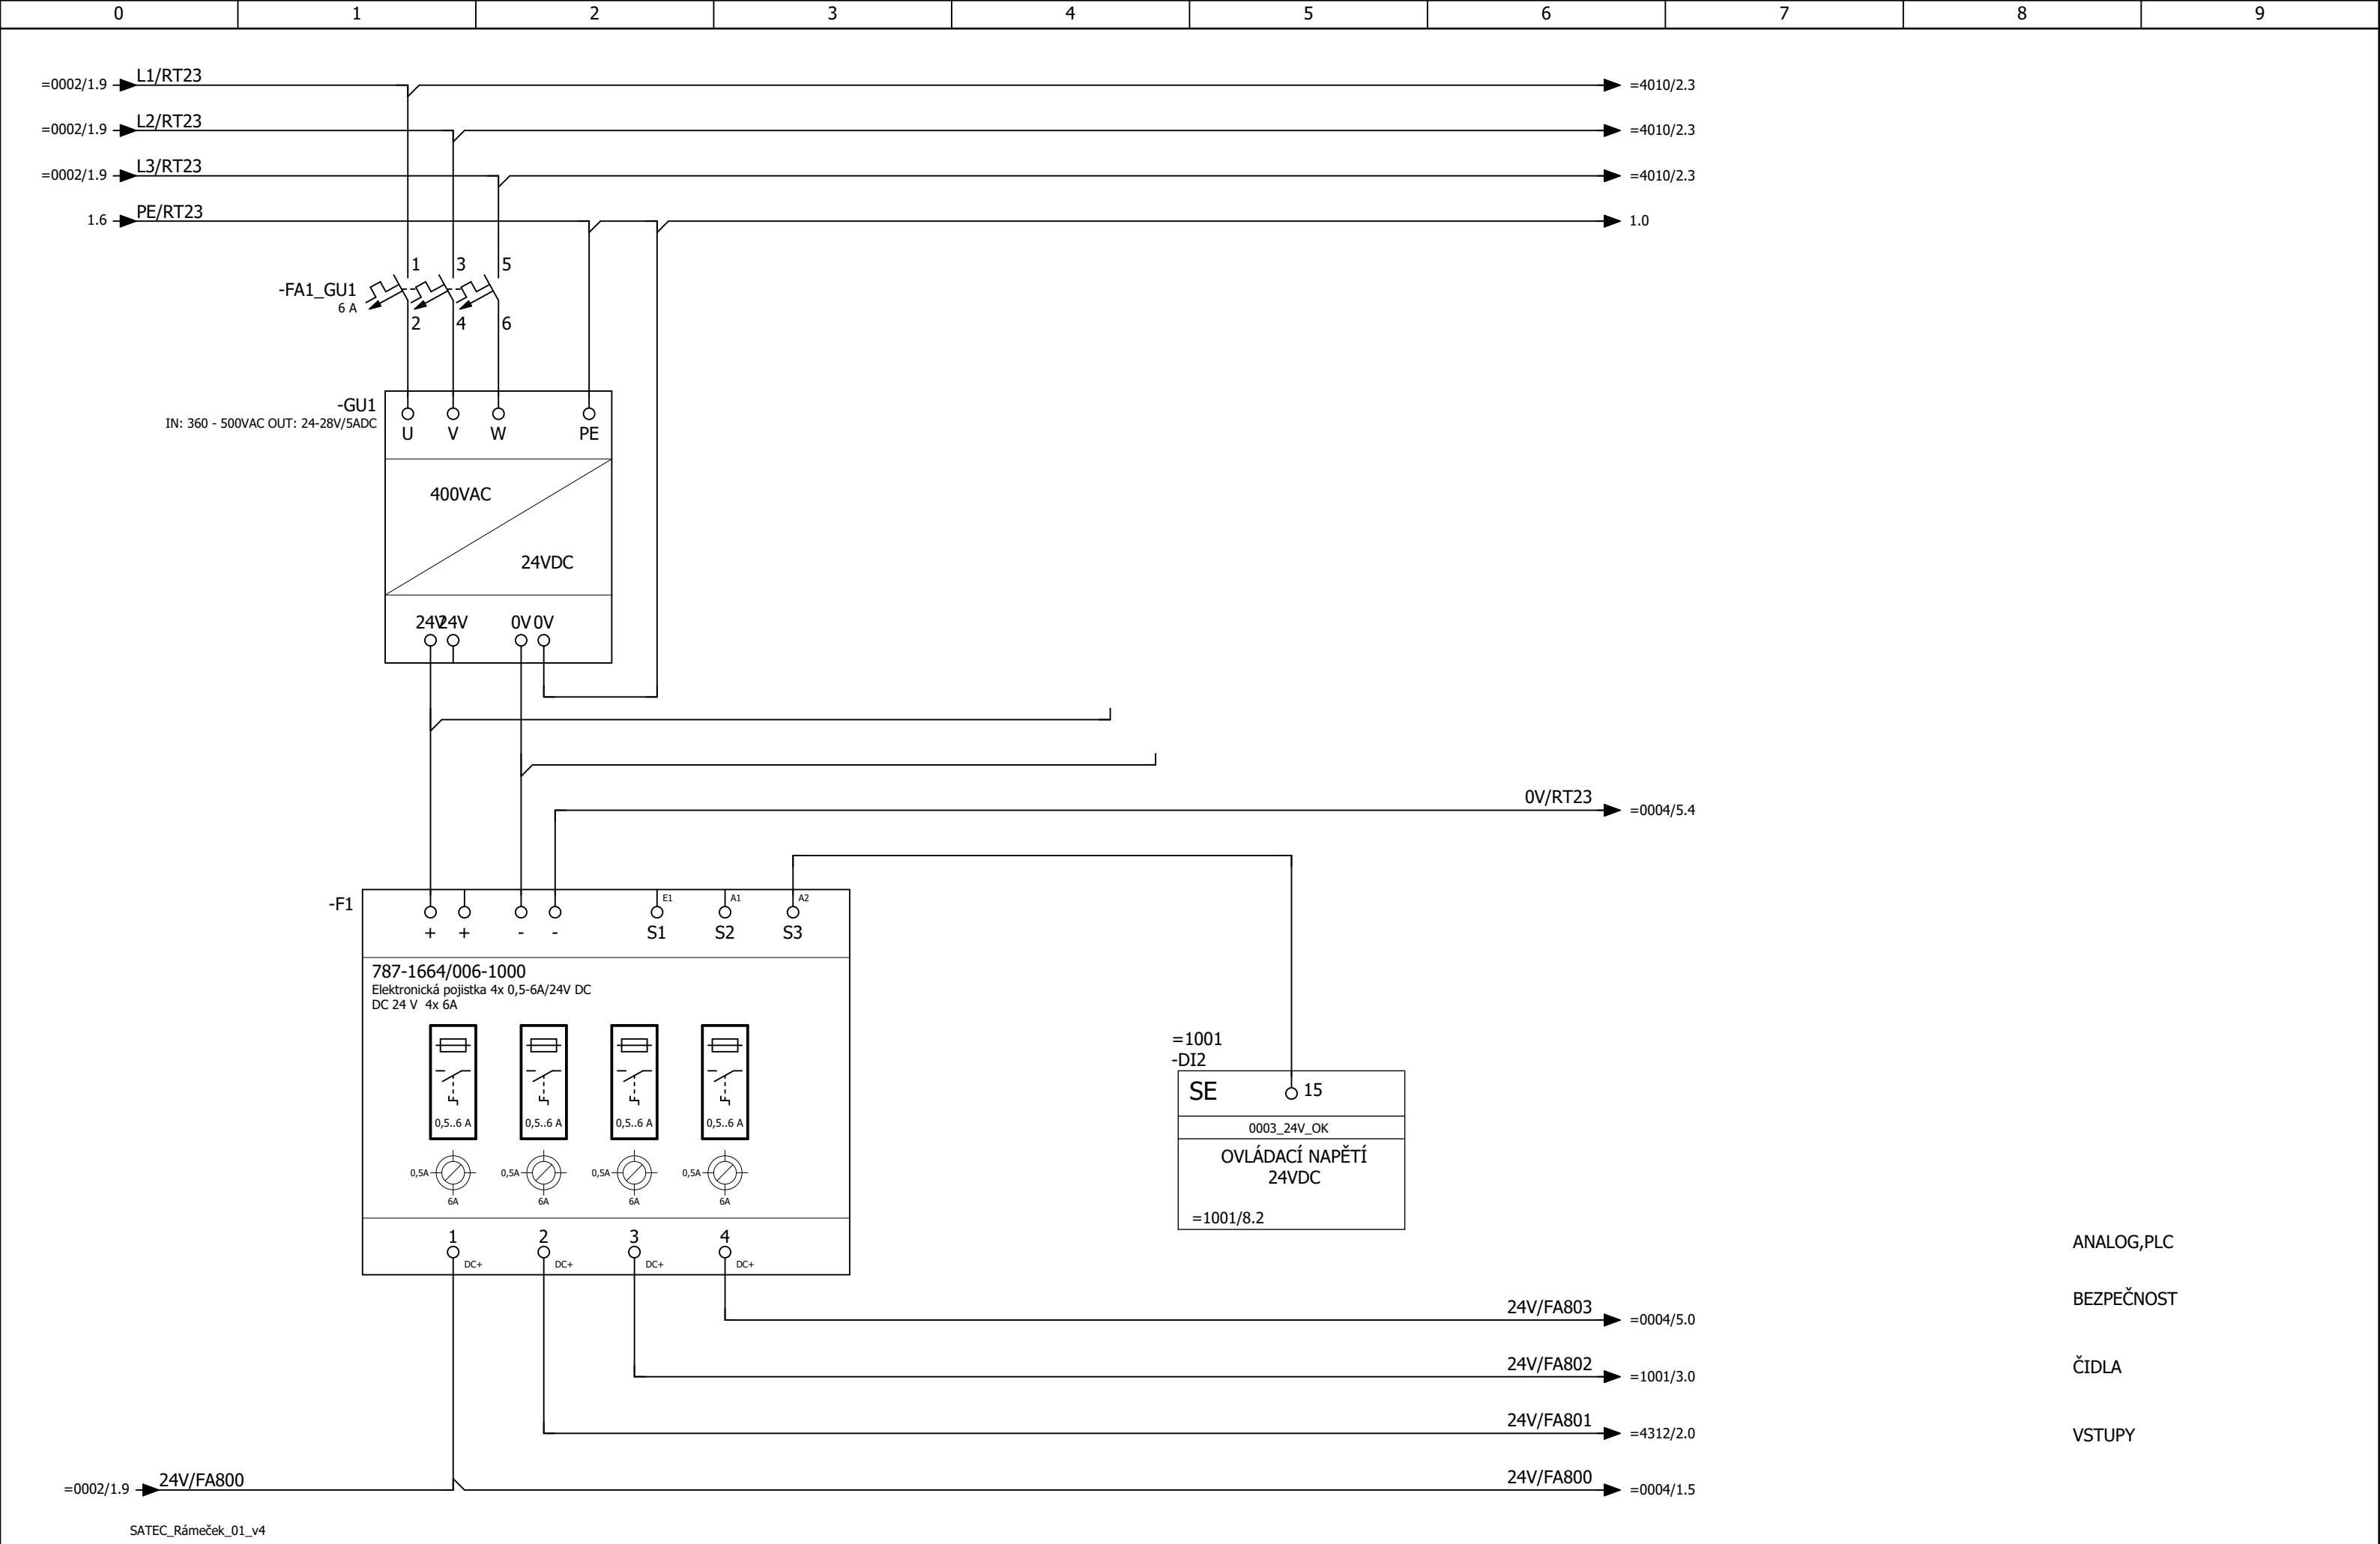 0 1 2 3 4 5 6 7 8 9
=0002/1.9 L1/RT23 =4010/2.3
=0002/1.9 L2/RT23 =4010/2.3
=0002/1.9 L3/RT23 =4010/2.3
1.6 PE/RT23 1.0
1 3 5
-FA1_GU1
6 A
2 4 6
-GU1
IN: 360 - 500VAC OUT: 24-28V/5ADC
U V W PE
400VAC
24VDC
24V 24V 0V 0V
0V/RT23 =0004/5.4
-F1
E1 A1 A2
+ + - - S1 S2 S3
787-1664/006-1000
Elektronická pojistka 4x 0,5-6A/24V DC
DC 24 V 4x 6A
0,5..6 A 0,5..6 A 0,5..6 A 0,5..6 A
0,5A 0,5A 0,5A 0,5A
6A 6A 6A 6A
1 2 3 4
DC+ DC+ DC+ DC+
=1001
-DI2
SE 15
0003_24V_OK
OVLÁDACÍ NAPĚTÍ
24VDC
=1001/8.2
ANALOG,PLC
BEZPEČNOST
24V/FA803 =0004/5.0
ČIDLA
24V/FA802 =1001/3.0
24V/FA801 =4312/2.0
VSTUPY
=0002/1.9 24V/FA800 24V/FA800 =0004/1.5
SATEC_Rámeček_01_v4